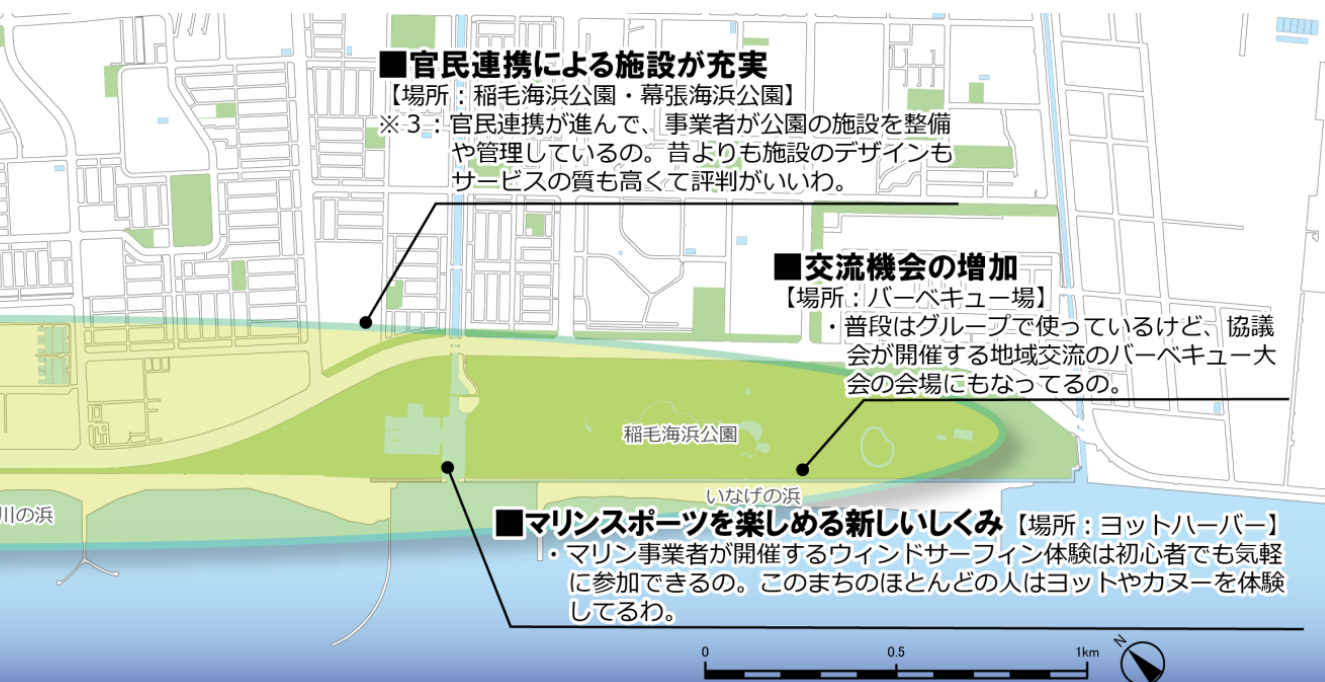 ■官民連携による施設が充実
【場所：稲毛海浜公園・幕張海浜公園】
※３：官民連携が進んで、事業者が公園の施設を整備
や管理しているの。昔よりも施設のデザインも
サービスの質も高くて評判がいいわ。
■交流機会の増加
【場所：バーベキュー場】
・普段はグループで使っているけど、協議
会が開催する地域交流のバーベキュー大
会の会場にもなってるの。
稲毛海浜公園
いなげの浜
川の浜
■マリンスポーツを楽しめる新しいしくみ【場所：ヨットハーバー】
・マリン事業者が開催するウィンドサーフィン体験は初心者でも気軽
に参加できるの。このまちのほとんどの人はヨットやカヌーを体験
してるわ。
0 0.5 1km
N